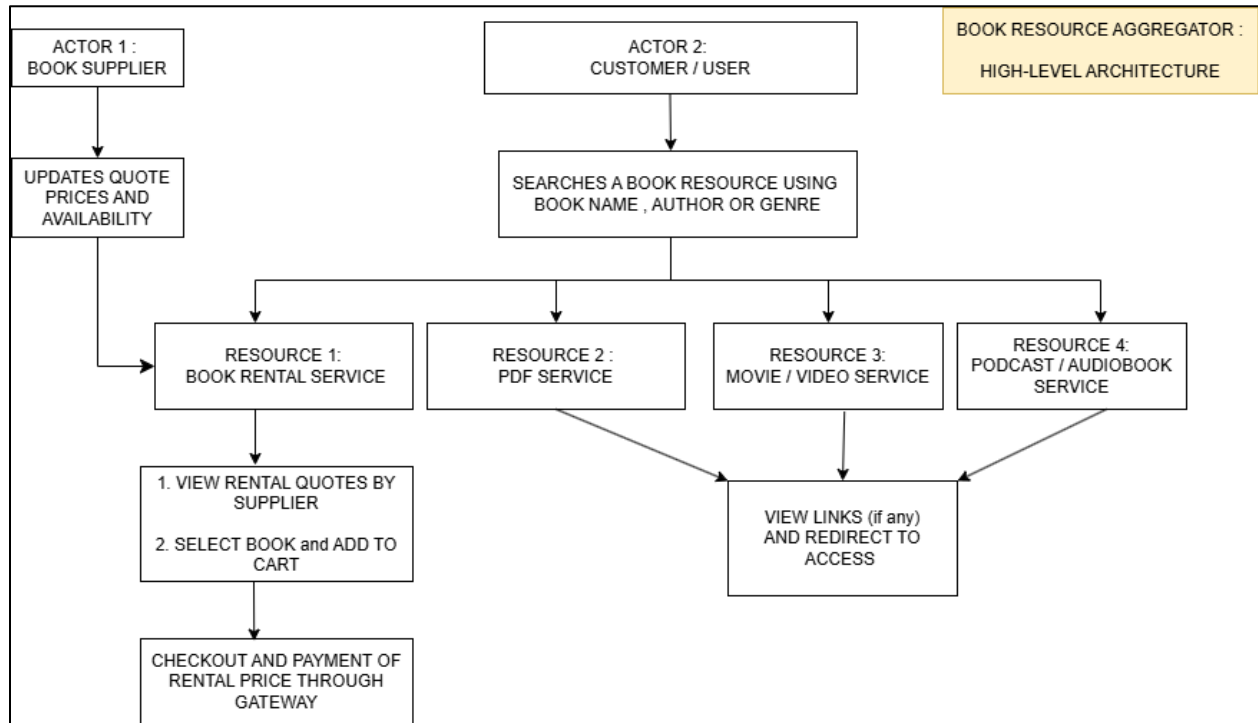 ACTOR 1 :
BOOK SUPPLIER
ACTOR 2:
CUSTOMER / USER
BOOK RESOURCE AGGREGATOR :
HIGH-LEVEL ARCHITECTURE
UPDATES QUOTE
PRICES AND
AVAILABILITY
SEARCHES A BOOK RESOURCE USING
BOOK NAME , AUTHOR OR GENRE
RESOURCE 1:
BOOK RENTAL SERVICE
RESOURCE 2 :
PDF SERVICE
RESOURCE 3:
MOVIE / VIDEO SERVICE
RESOURCE 4:
PODCAST / AUDIOBOOK
SERVICE
1. VIEW RENTAL QUOTES BY
SUPPLIER
2. SELECT BOOK and ADD TO
CART
VIEW LINKS (if any)
AND REDIRECT TO
ACCESS
CHECKOUT AND PAYMENT OF
RENTAL PRICE THROUGH
GATEWAY